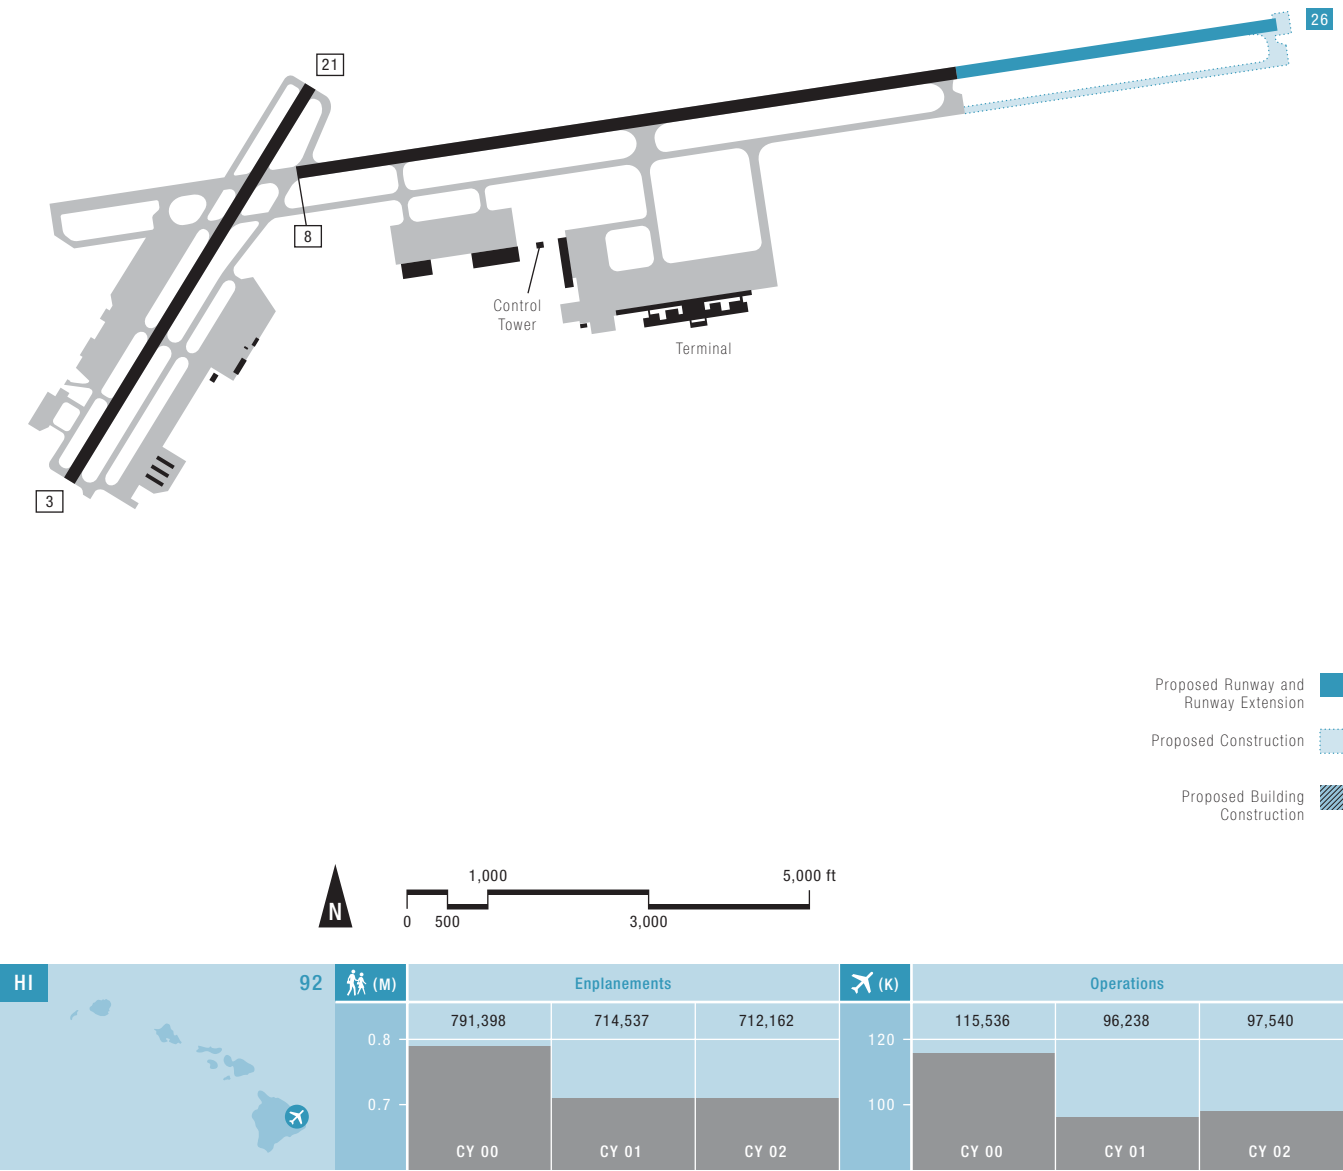 26
21
8
Control
Tower
Terminal
3
Proposed Runway and
Runway Extension
Proposed Construction
Proposed Building
Construction
N
1,000
5,000 ft
0
500
3,000
HI
92
(M)
Enplanements
(K)
Operations
791,398
714,537
712,162
115,536
96,238
97,540
0.8
120
0.7
100
CY 00
CY 01
CY 02
CY 00
CY 01
CY 02